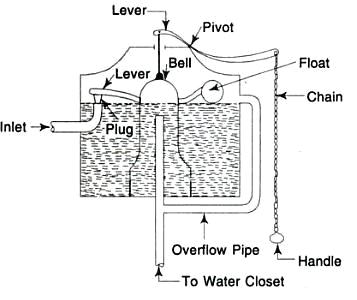 Lever
Pivot
Bell
Lever
Float
Chain
Plug
Inlet
Overflow Pipe
Handle
To Water Closet